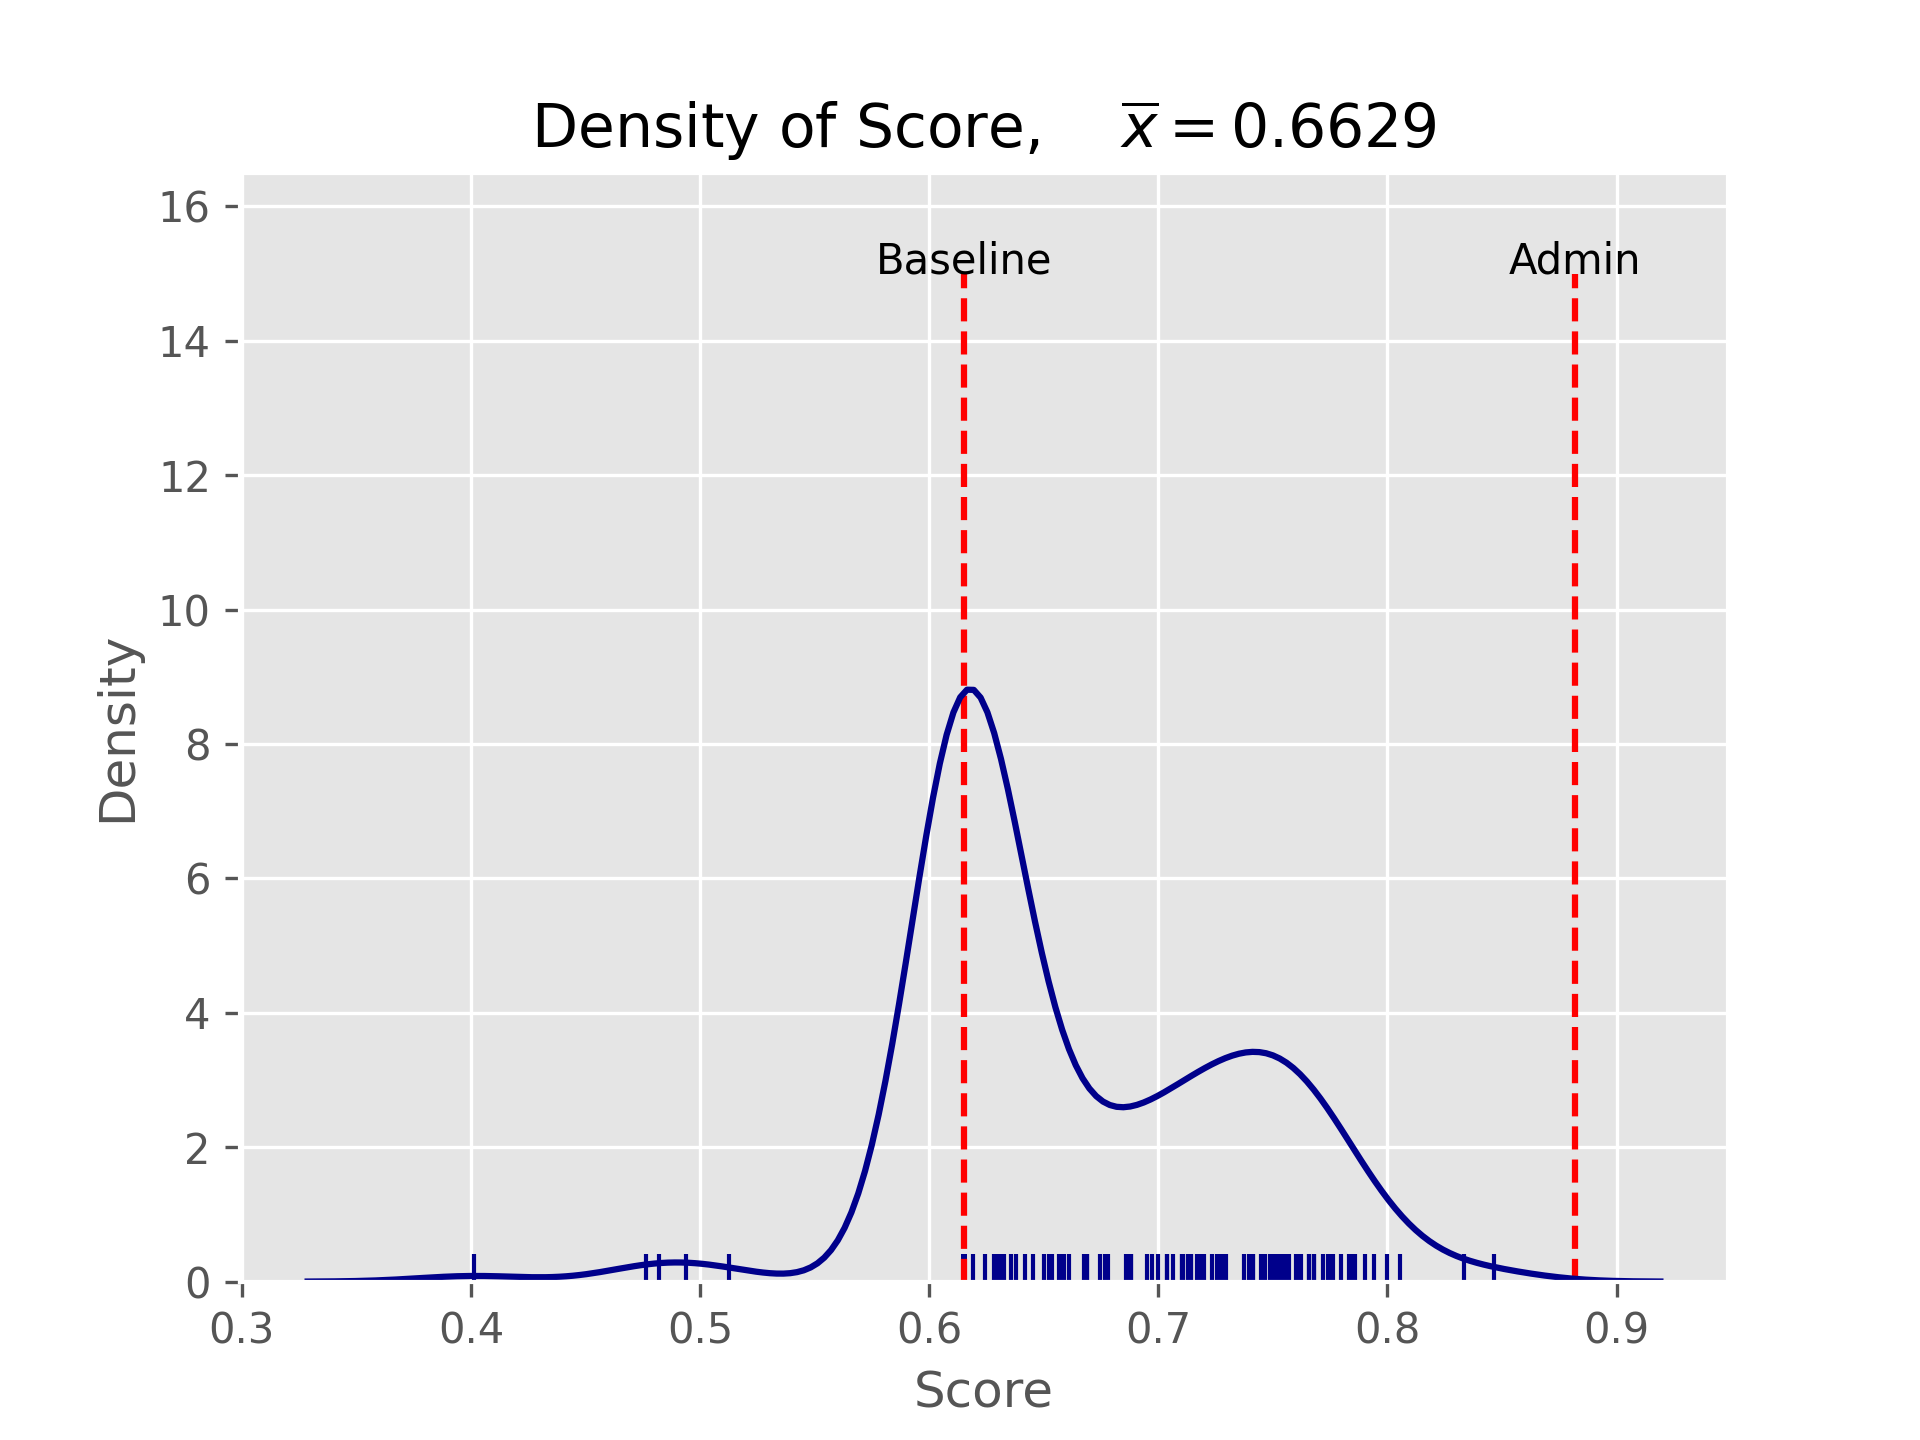 Density of Score, x̅ = 0.6629
16
Baseline
Admin
14
12
10
8
6
4
2
0
Density
0.3 0.4 0.5 0.6 0.7 0.8 0.9
Score